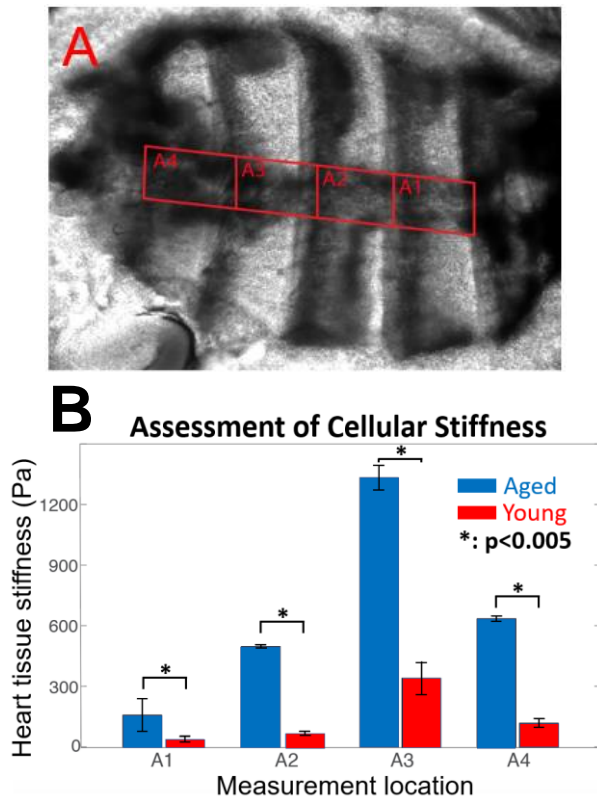 A
A4
A3
A2
A1
B
Assessment of Cellular Stiffness
Heart tissue stiffness (Pa)
1200
900
600
300
0
*
*
*
*
Aged
Young
*: p<0.005
A1
A2
A3
A4
Measurement location